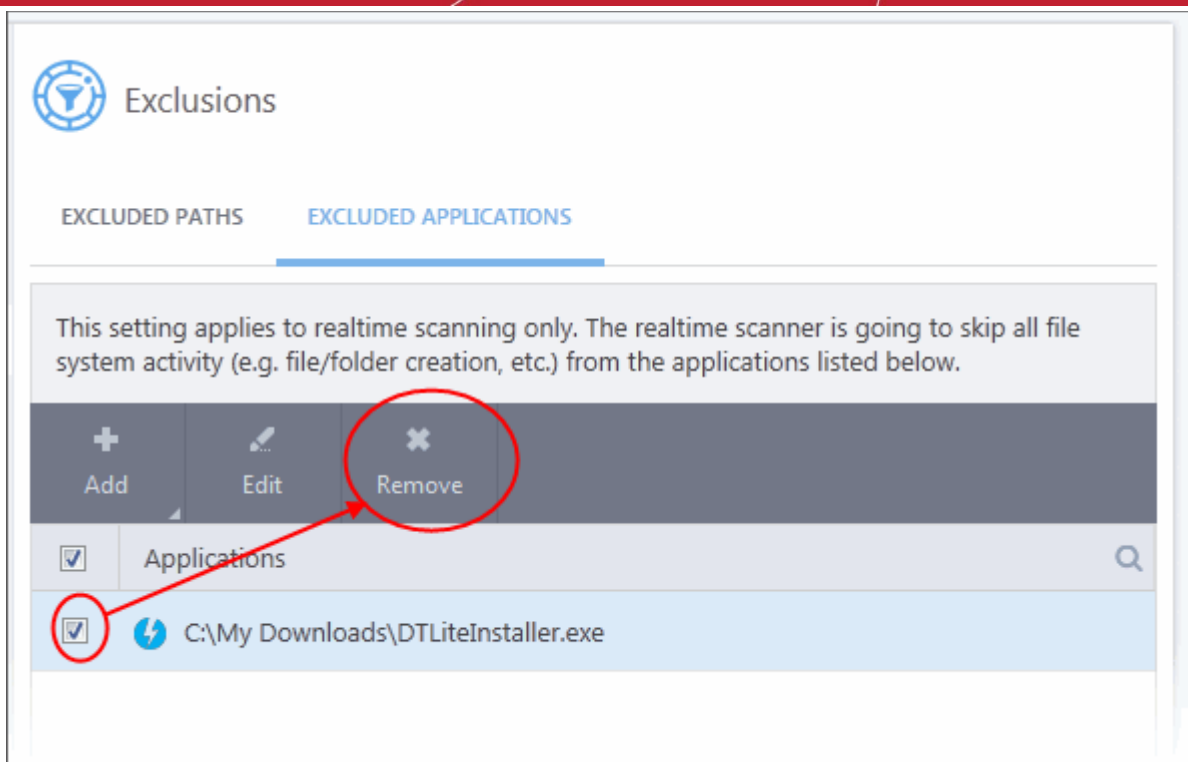 Exclusions
EXCLUDED PATHS EXCLUDED APPLICATIONS
This setting applies to realtime scanning only. The realtime scanner is going to skip all file
system activity (e.g. file/folder creation, etc.) from the applications listed below.
Add Edit Remove
Applications
C:\My Downloads\DTLiteInstaller.exe